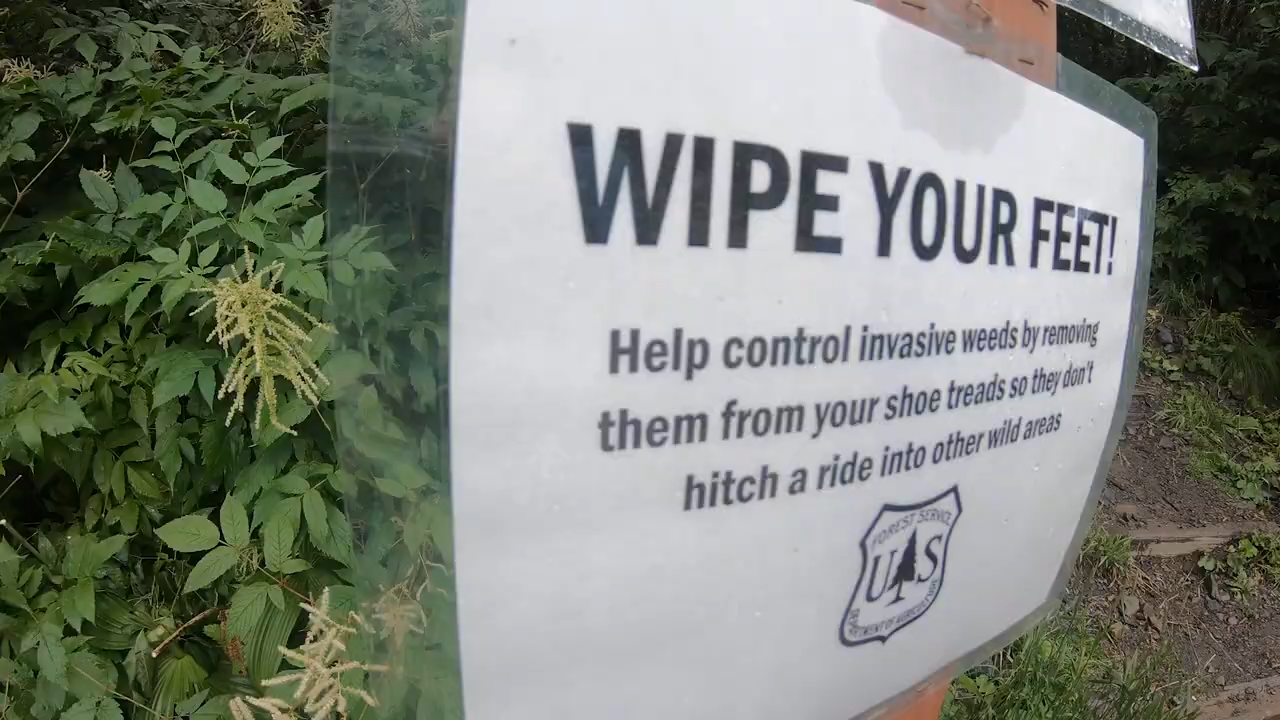 WIPE YOUR FEET!
Help control invasive weeds by removing
them from your shoe treads so they don't
hitch a ride into other wild areas
FOREST SERVICE
U S
DEPARTMENT OF AGRICULTURE